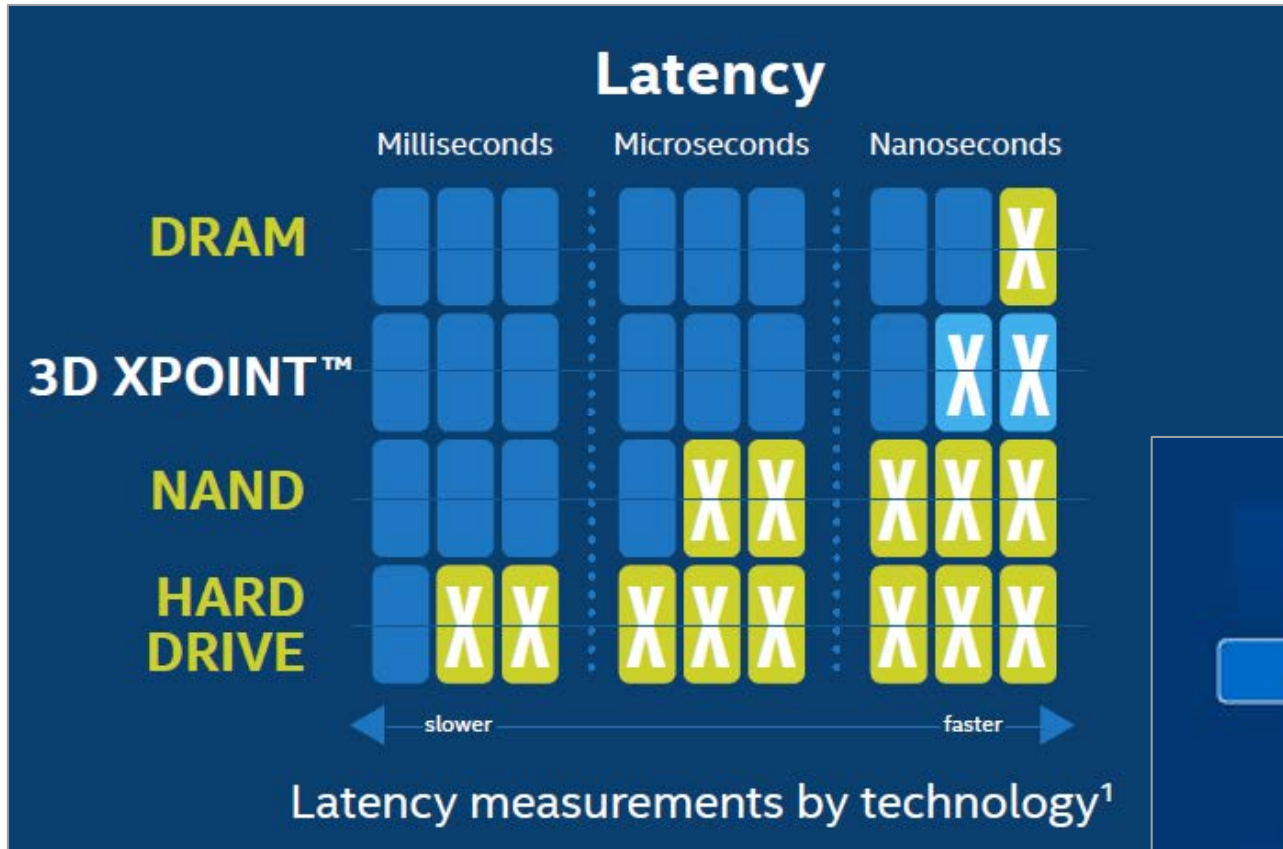 Latency
Milliseconds Microseconds Nanoseconds
DRAM X
3D XPOINT™ X X
NAND X X X X X
HARD
DRIVE X X X X X X X X
slower faster
Latency measurements by technology¹